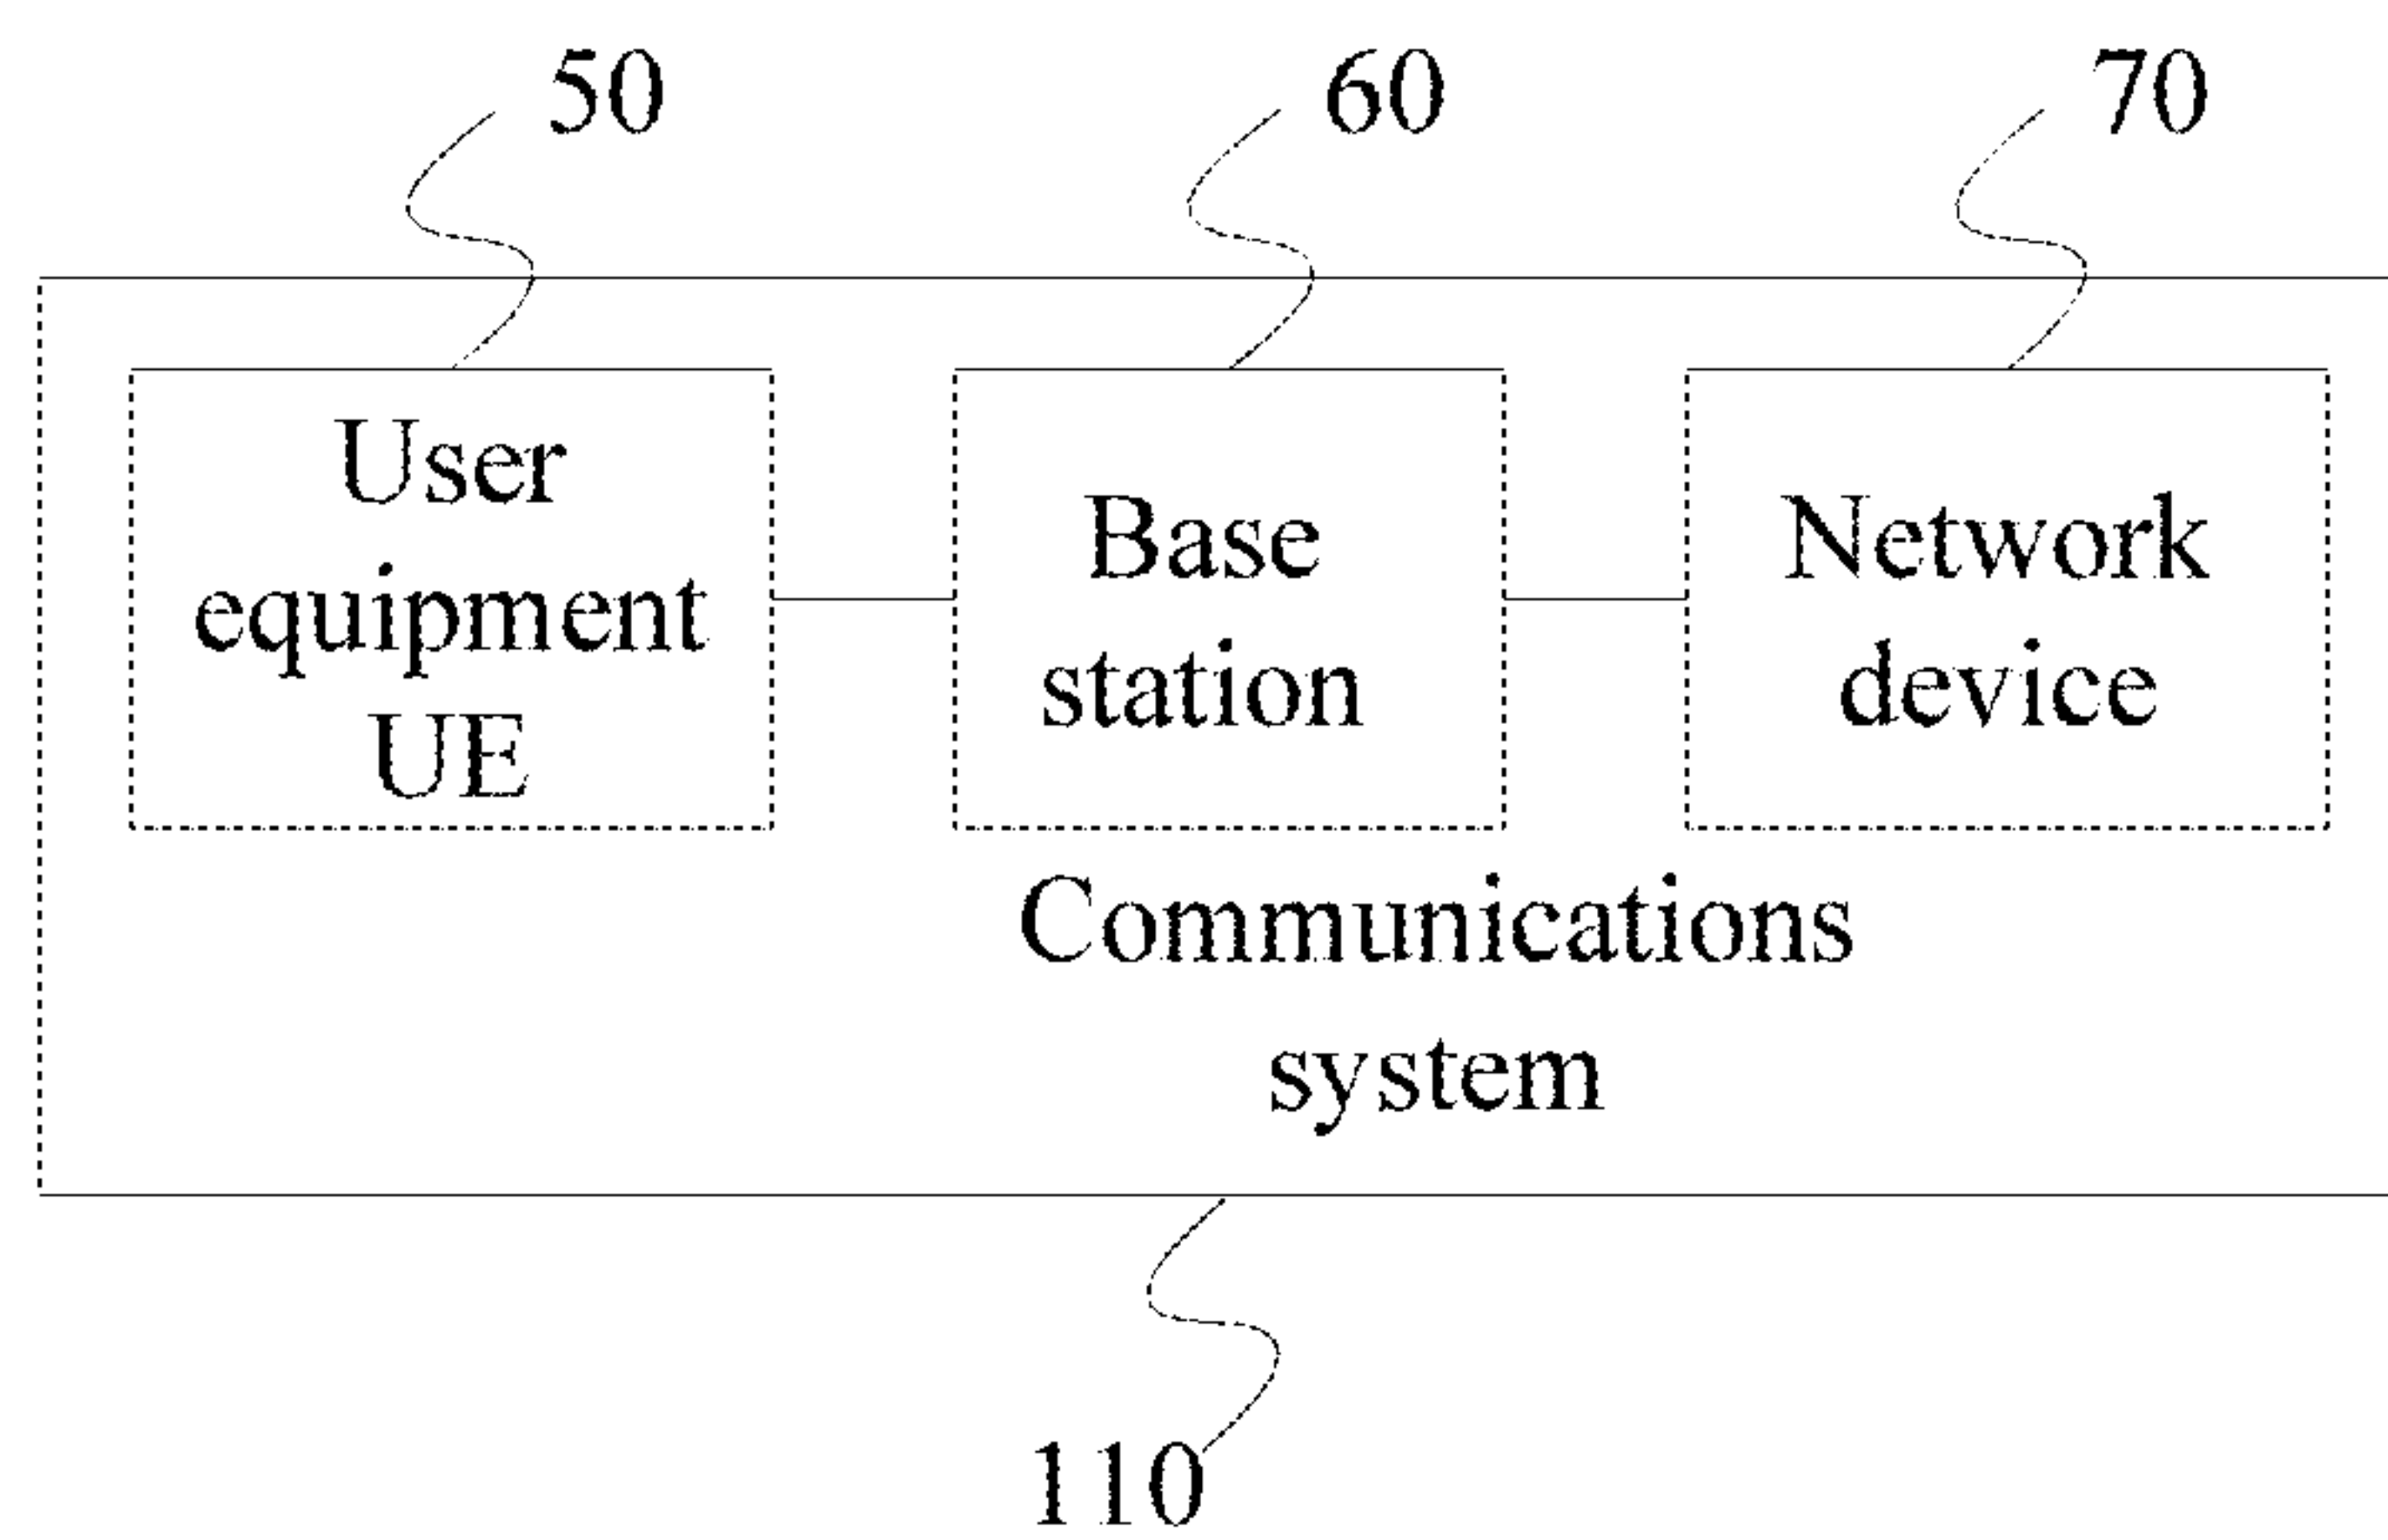 50
60
70
User
equipment
UE
Base
station
Network
device
Communications
system
110